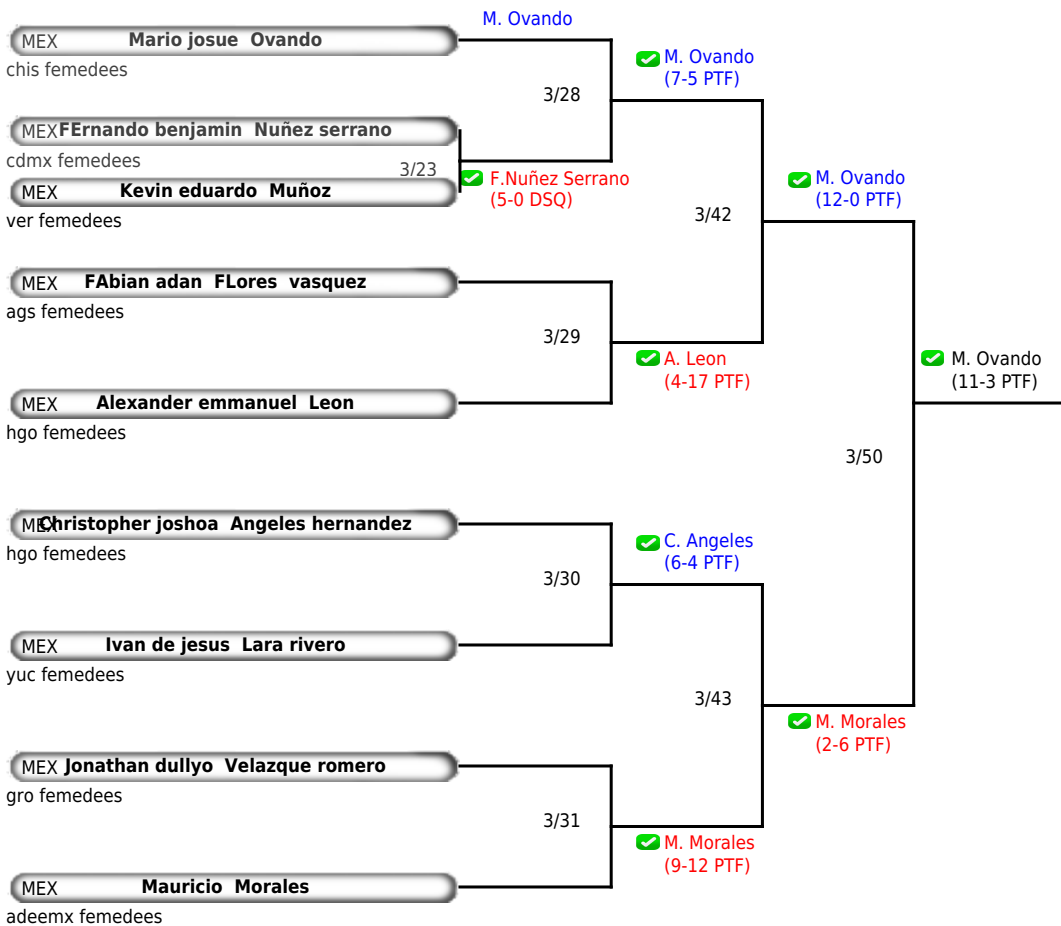 M. Ovando
MEX Mario josue Ovando
chis femedees
3/28
M. Ovando
(7-5 PTF)
MEX FErnando benjamin Nuñez serrano
cdmx femedees
3/23
F.Nuñez Serrano
(5-0 DSQ)
MEX Kevin eduardo Muñoz
ver femedees
M. Ovando
(12-0 PTF)
3/42
MEX FAbian adan FLores vasquez
ags femedees
3/29
A. Leon
(4-17 PTF)
M. Ovando
(11-3 PTF)
MEX Alexander emmanuel Leon
hgo femedees
3/50
MEX Christopher joshoa Angeles hernandez
hgo femedees
C. Angeles
(6-4 PTF)
3/30
MEX Ivan de jesus Lara rivero
yuc femedees
3/43
M. Morales
(2-6 PTF)
MEX Jonathan dullyo Velazque romero
gro femedees
3/31
M. Morales
(9-12 PTF)
MEX Mauricio Morales
adeemx femedees